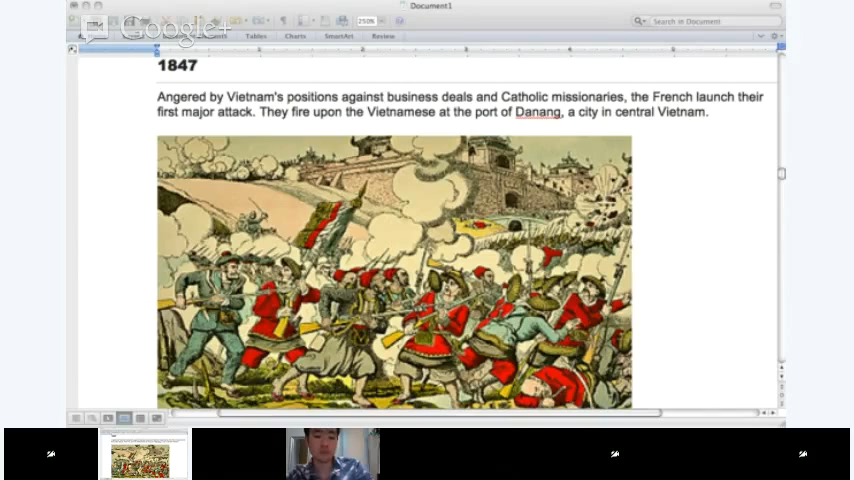 Document1
Google+
250%
Search in Document
Tables
Charts
SmartArt
Review
1847
Angered by Vietnam's positions against business deals and Catholic missionaries, the French launch their
first major attack. They fire upon the Vietnamese at the port of Danang, a city in central Vietnam.